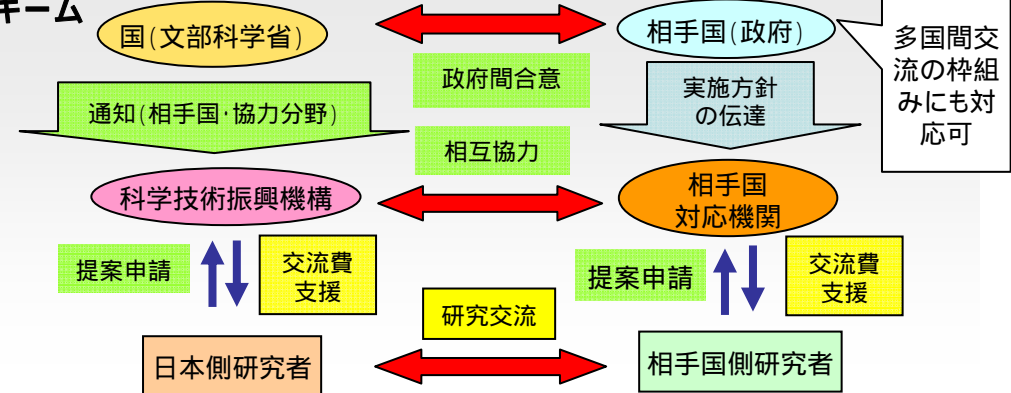 キーム
国(文部科学省)
相手国(政府)
多国間交
流の枠組
みにも対
応可
政府間合意
通知(相手国・協力分野)
実施方針
の伝達
相互協力
科学技術振興機構
相手国
対応機関
提案申請
交流費
支援
提案申請
交流費
支援
研究交流
日本側研究者
相手国側研究者